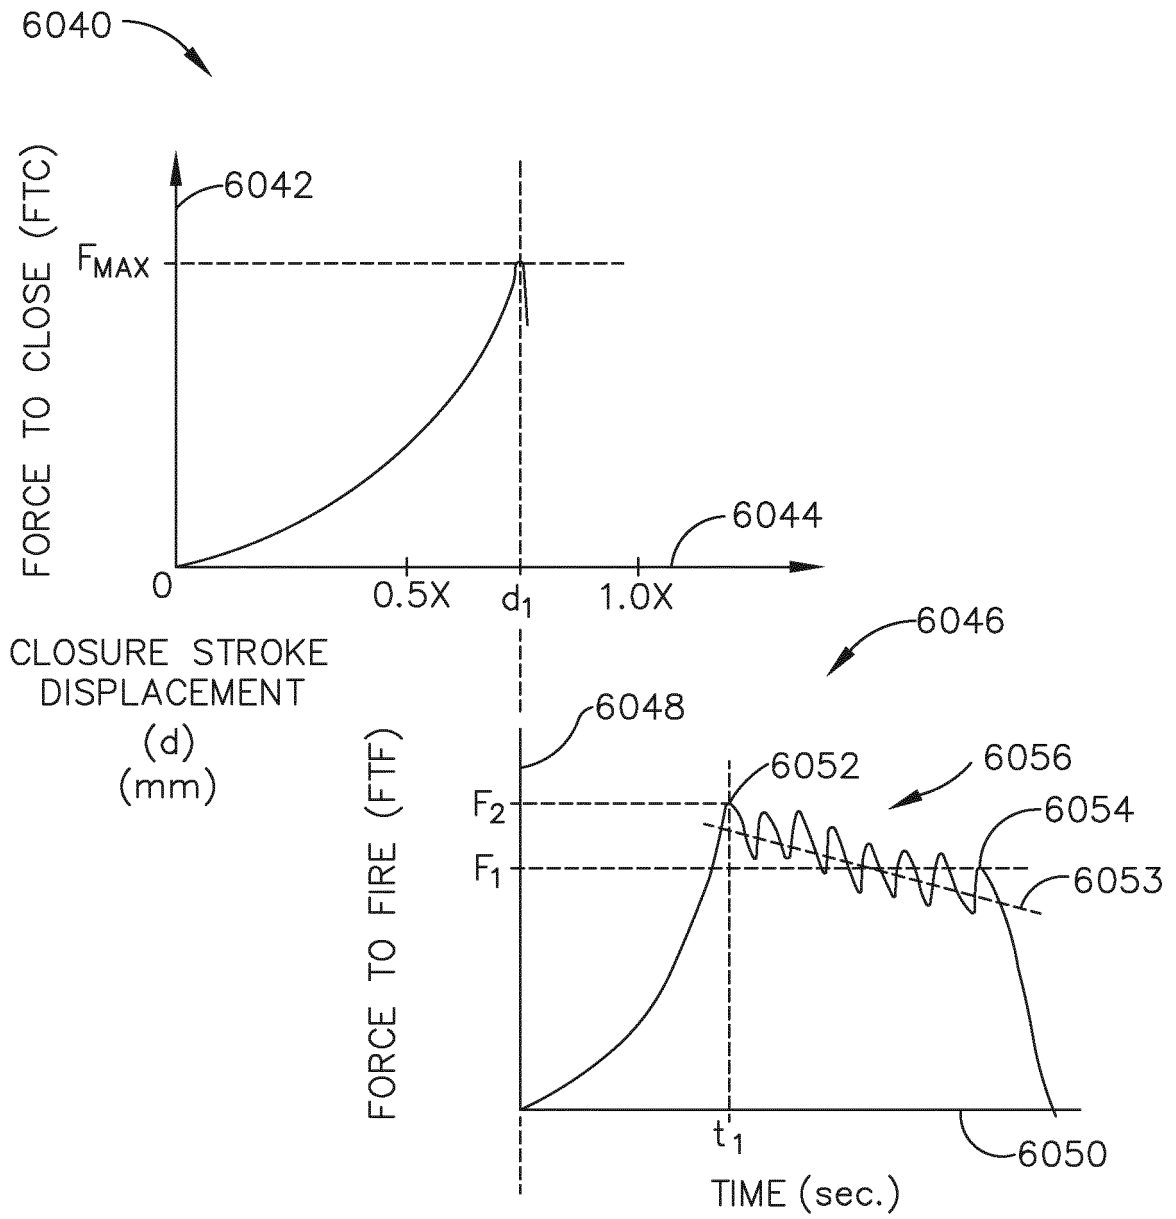 6040
6042
FORCE TO CLOSE (FTC)
FMAX
6044
0
0.5X
d1
1.0X
CLOSURE STROKE
DISPLACEMENT
(d)
(mm)
6046
6048
FORCE TO FIRE (FTF)
6052
6056
F2
6054
F1
6053
t1
6050
TIME (sec.)